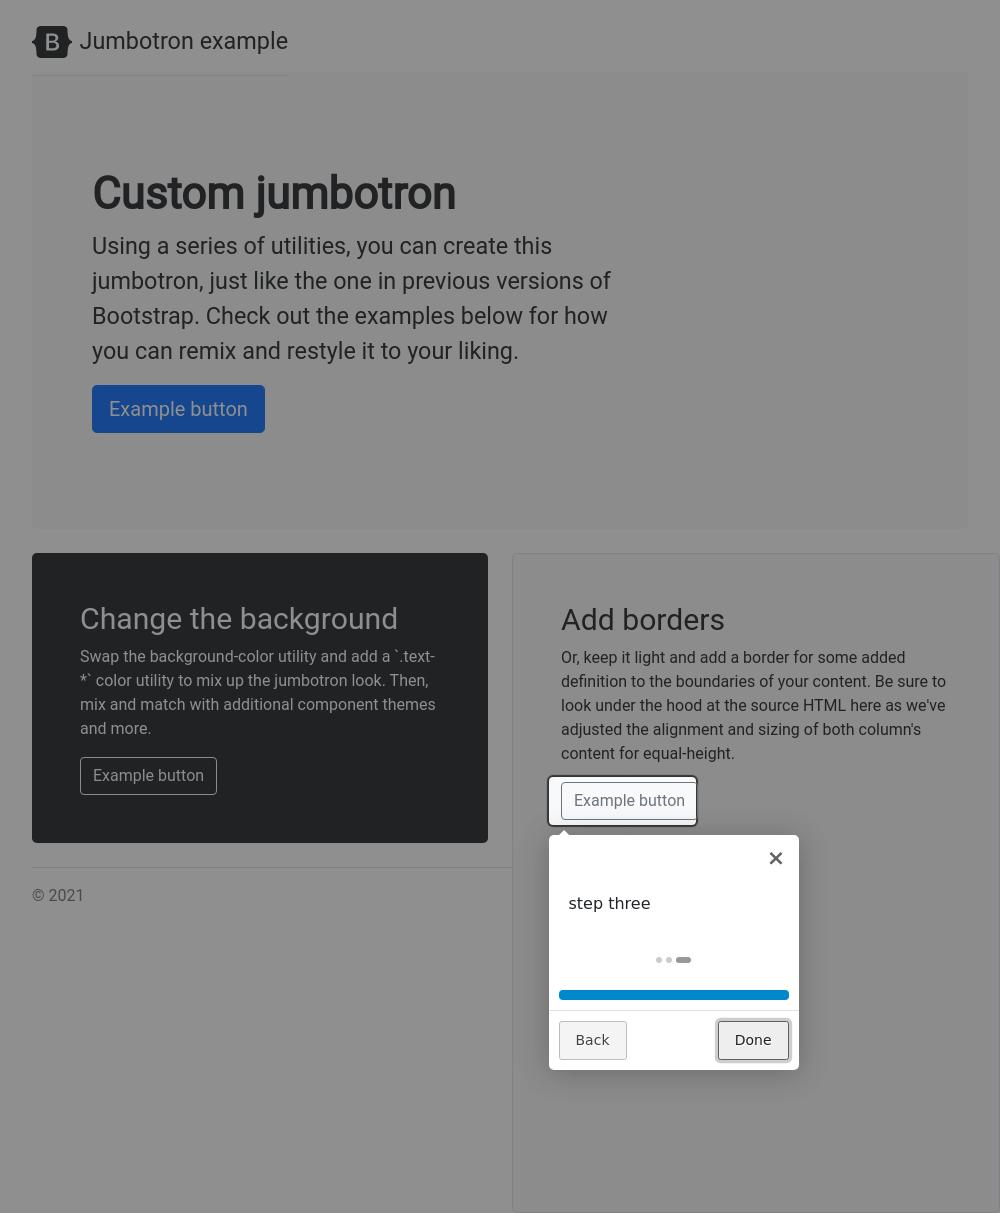 B Jumbotron example
Custom jumbotron
Using a series of utilities, you can create this
jumbotron, just like the one in previous versions of
Bootstrap. Check out the examples below for how
you can remix and restyle it to your liking.
Example button
Change the background
Swap the background-color utility and add a `.text-
*` color utility to mix up the jumbotron look. Then,
mix and match with additional component themes
and more.
Example button
Add borders
Or, keep it light and add a border for some added
definition to the boundaries of your content. Be sure to
look under the hood at the source HTML here as we've
adjusted the alignment and sizing of both column's
content for equal-height.
Example button
step three
Back
Done
© 2021